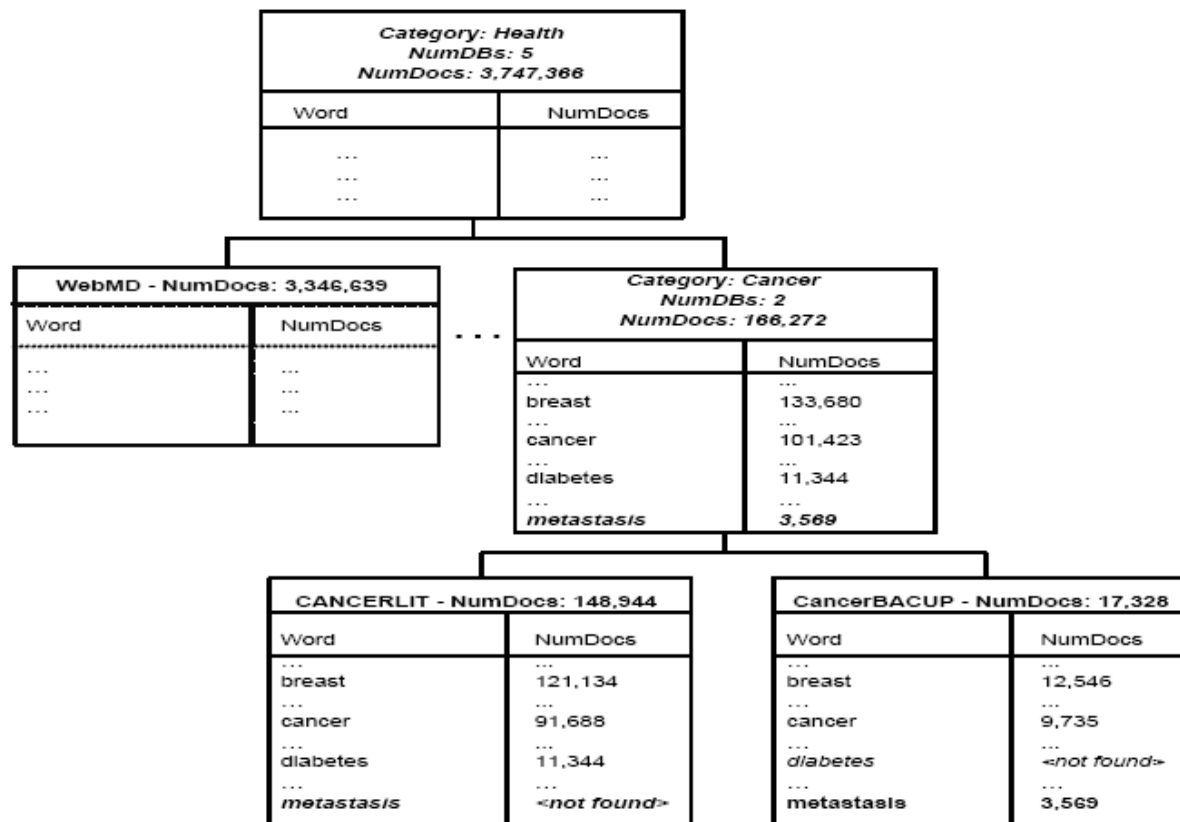 Category: Health
NumDBs: 5
NumDocs: 3,747,366
Word NumDocs
... ...
... ...
... ...
WebMD - NumDocs: 3,346,639
Word NumDocs
... ...
... ...
... ...
...
Category: Cancer
NumDBs: 2
NumDocs: 166,272
Word NumDocs
... ...
breast 133,680
... ...
cancer 101,423
... ...
diabetes 11,344
... ...
metastasis 3,569
CANCERLIT - NumDocs: 148,944
Word NumDocs
... ...
breast 121,134
... ...
cancer 91,688
... ...
diabetes 11,344
... ...
metastasis <not found>
CancerBACUP - NumDocs: 17,328
Word NumDocs
... ...
breast 12,546
... ...
cancer 9,735
... ...
diabetes <not found>
... ...
metastasis 3,569